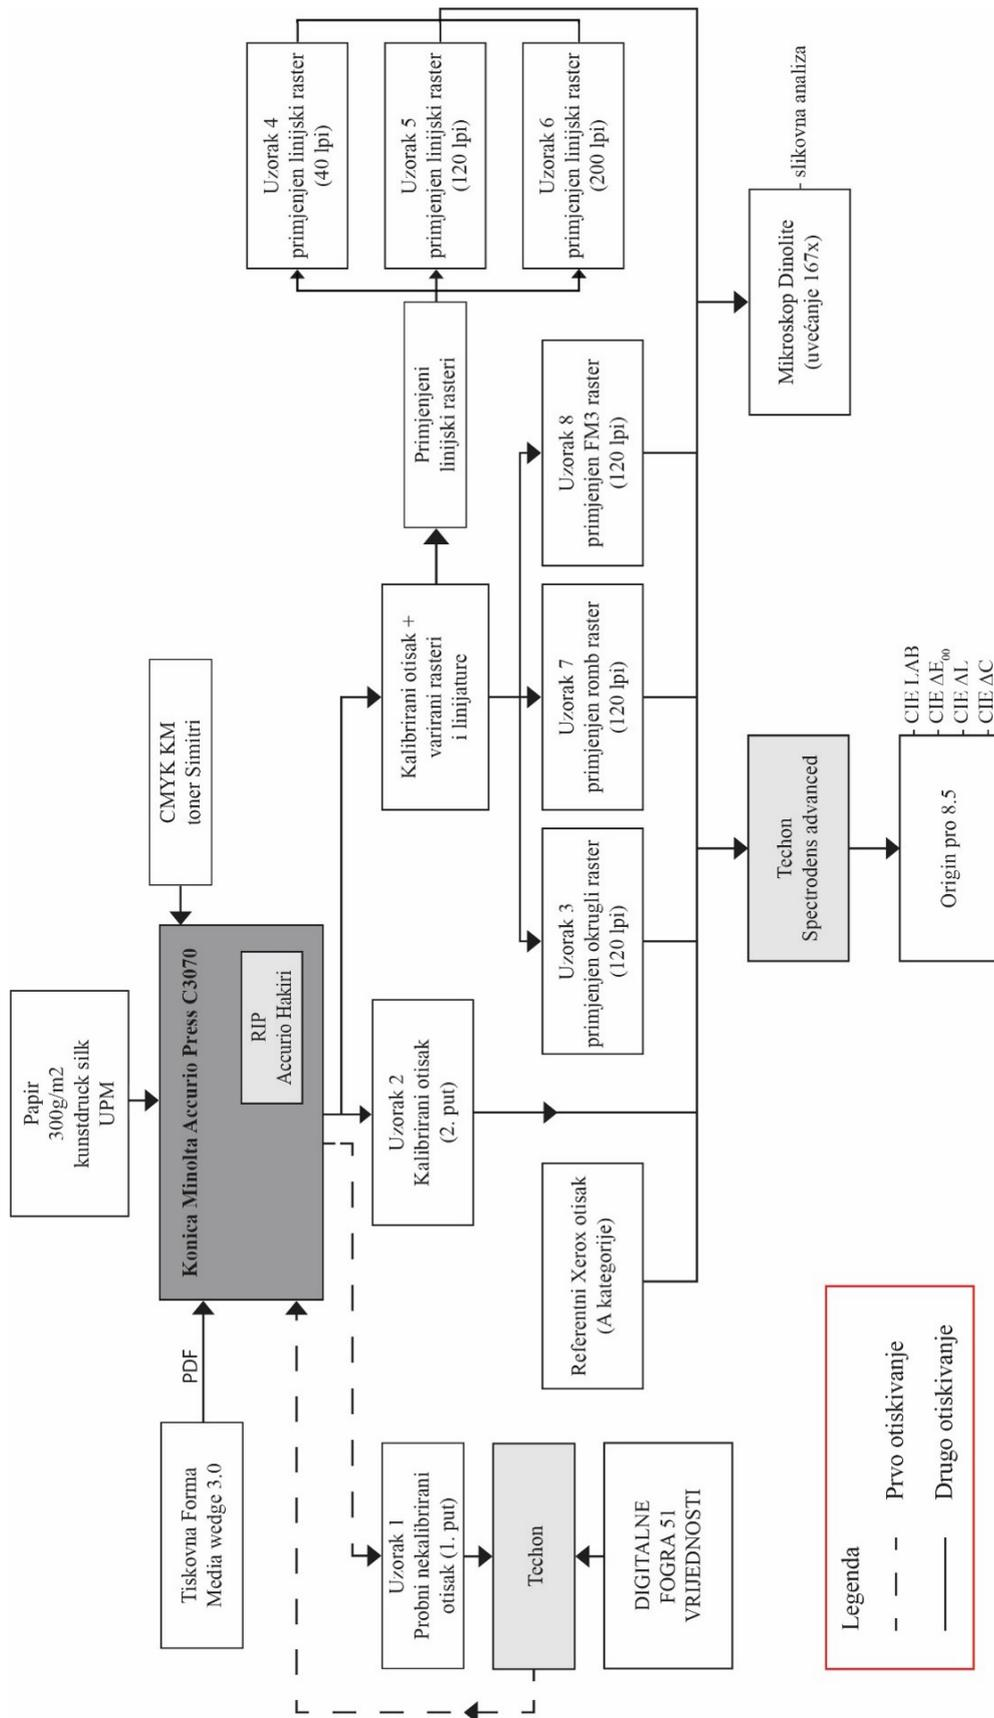 Papir
300g/m2
kunstdruck silk
UPM
Tiskovna Forma
Media wedge 3.0
PDF
Konica Minolta Accurio Press C3070
RIP
Accurio Hakiri
CMYK KM
toner Simitri
Uzorak 1
Probni nekalibrirani
otisak (1. put)
Techon
DIGITALNE
FOGRA 51
VRIJEDNOSTI
Uzorak 2
Kalibrirani otisak
(2. put)
Kalibrirani otisak +
varirani rasteri
i linijature
Primjenjeni
linijski rasteri
Uzorak 4
primjenjen linijski raster
(40 lpi)
Uzorak 5
primjenjen linijski raster
(120 lpi)
Uzorak 6
primjenjen linijski raster
(200 lpi)
Referentni Xerox otisak
(A kategorije)
Uzorak 3
primjenjen okrugli raster
(120 lpi)
Uzorak 7
primjenjen romb raster
(120 lpi)
Uzorak 8
primjenjen FM3 raster
(120 lpi)
Techon
Spectrodens advanced
Mikroskop Dinolite
(uvećanje 167x)
slikovna analiza
Origin pro 8.5
CIE LAB
CIE ΔE₀₀
CIE ΔL
CIE ΔC
Legenda
Prvo otiskivanje
Drugo otiskivanje